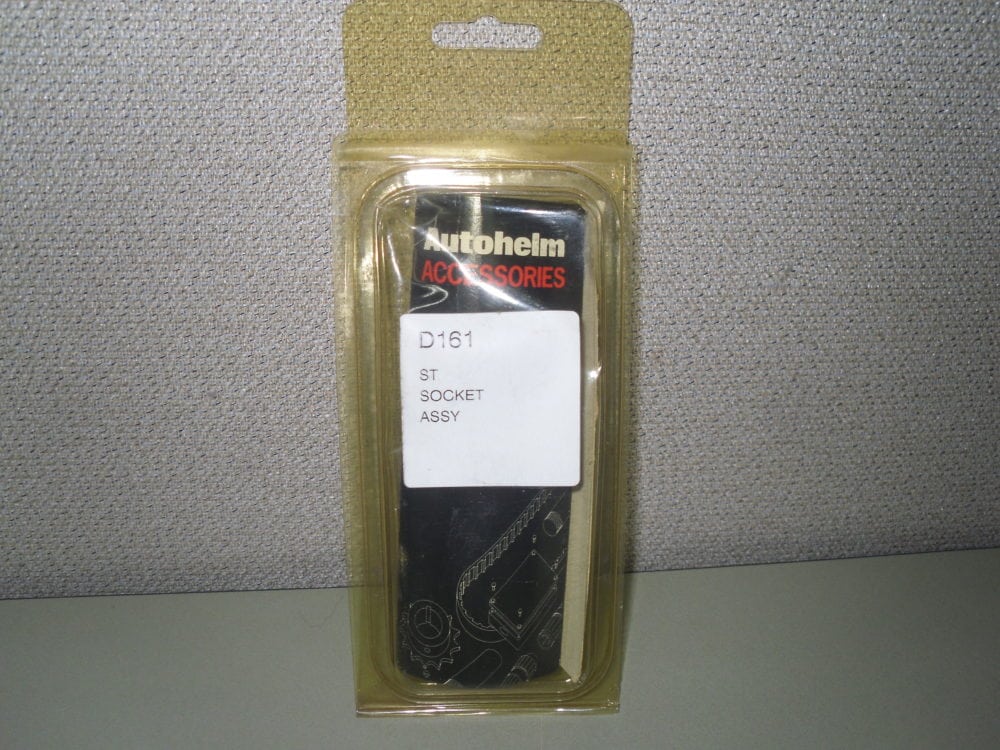 Autohelm
ACCESSORIES
D161
ST
SOCKET
ASSY